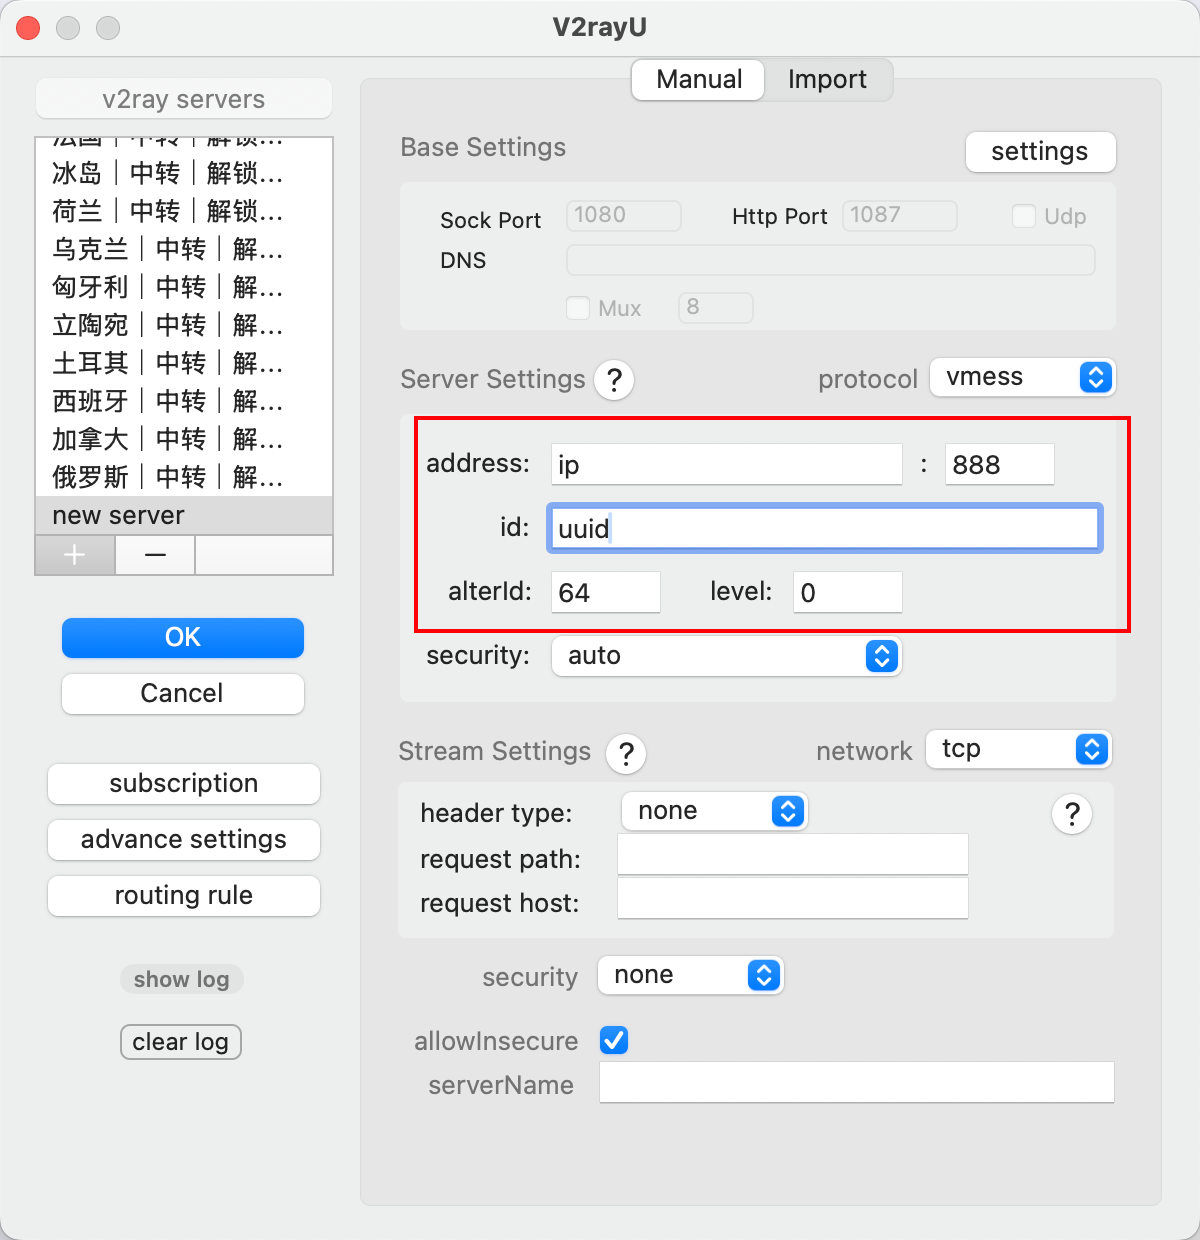 V2rayU
v2ray servers
冰岛｜中转｜解锁...
荷兰｜中转｜解锁...
乌克兰｜中转｜解...
匈牙利｜中转｜解...
立陶宛｜中转｜解...
土耳其｜中转｜解...
西班牙｜中转｜解...
加拿大｜中转｜解...
俄罗斯｜中转｜解...
new server
+ —
OK
Cancel
subscription
advance settings
routing rule
show log
clear log
Manual Import
Base Settings settings
Sock Port 1080 Http Port 1087 Udp
DNS
Mux 8
Server Settings ? protocol vmess
address: ip : 888
id: uuid
alterId: 64 level: 0
security: auto
Stream Settings ? network tcp
header type: none ?
request path:
request host:
security none
allowInsecure
serverName